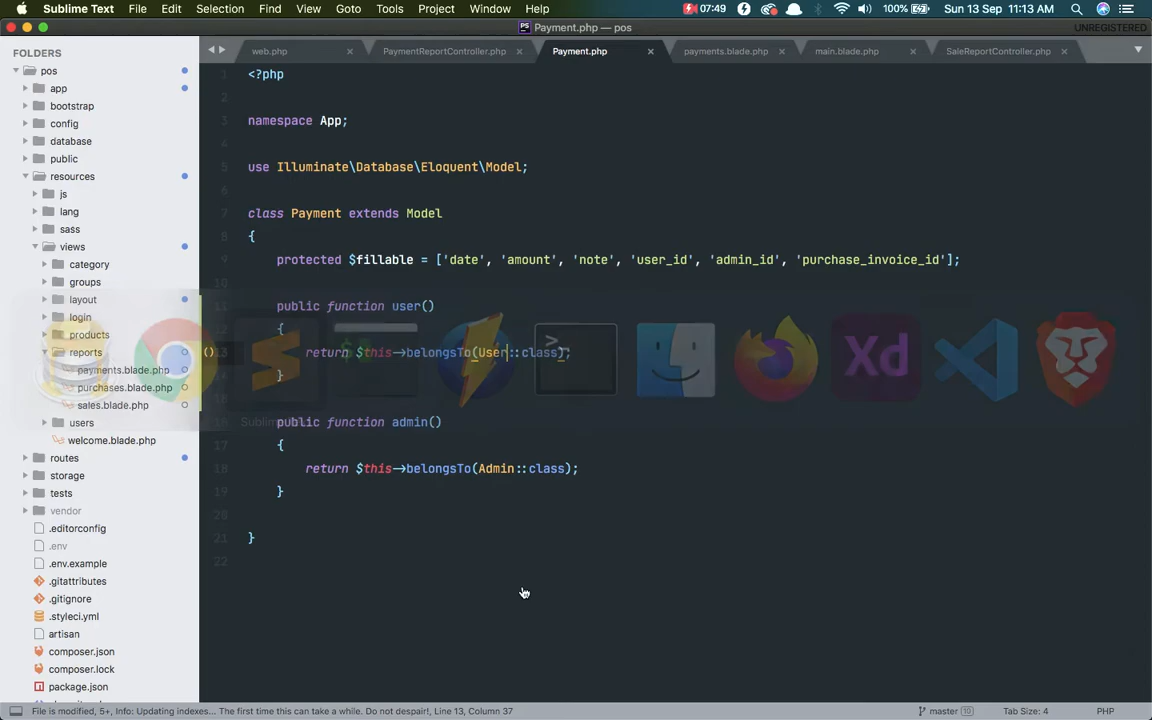 Sublime Text File Edit Selection Find View Goto Tools Project Window Help 07:49 100% Sun 13 Sep 11:13 AM
Payment.php — pos UNREGISTERED
FOLDERS
web.php PaymentReportController.php Payment.php payments.blade.php main.blade.php SaleReportController.php
pos
app
bootstrap
config
database
public
resources
js
lang
sass
views
category
groups
layout
login
products
reports
payments.blade.php
purchases.blade.php
sales.blade.php
users
welcome.blade.php
routes
storage
tests
vendor
.editorconfig
.env
.env.example
.gitattributes
.gitignore
.styleci.yml
artisan
composer.json
composer.lock
package.json
1 <?php
2
3 namespace App;
4
5 use Illuminate\Database\Eloquent\Model;
6
7 class Payment extends Model
8 {
9 protected $fillable = ['date', 'amount', 'note', 'user_id', 'admin_id', 'purchase_invoice_id'];
10
11 public function user()
12 {
13 return $this->belongsTo(User::class);
}
public function admin()
17 {
18 return $this->belongsTo(Admin::class);
19 }
20
21 }
22
Xd
File is modified, 5+, Info: Updating indexes... The first time this can take a while. Do not despair!, Line 13, Column 37 master 10 Tab Size: 4 PHP